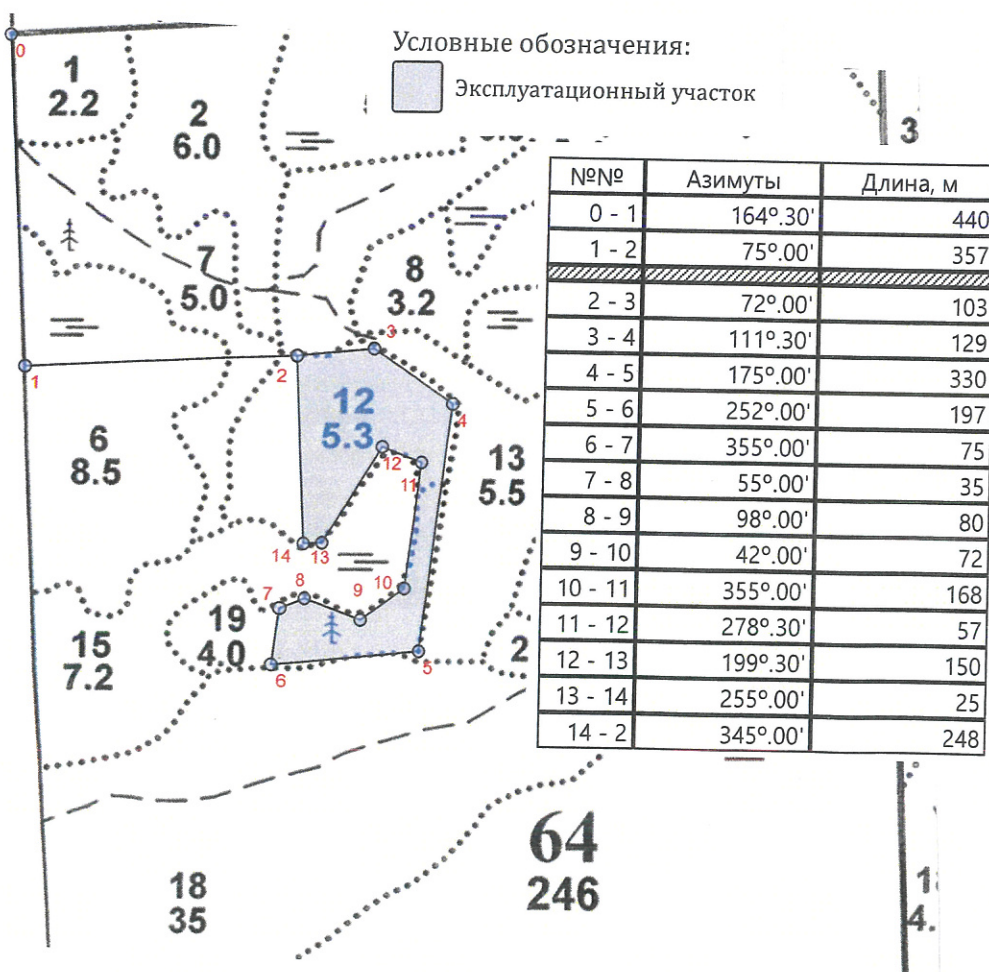 Условные обозначения:
Эксплуатационный участок
0
1
2.2
2
6.0
3
7
5.0
8
3.2
1
2
3
4
12
5.3
6
8.5
13
5.5
12
11
14
13
10
9
8
7
19
4.0
15
7.2
6
5
2
64
246
18
35
4.
№№ Азимуты Длина, м
0 - 1 164°.30' 440
1 - 2 75°.00' 357
2 - 3 72°.00' 103
3 - 4 111°.30' 129
4 - 5 175°.00' 330
5 - 6 252°.00' 197
6 - 7 355°.00' 75
7 - 8 55°.00' 35
8 - 9 98°.00' 80
9 - 10 42°.00' 72
10 - 11 355°.00' 168
11 - 12 278°.30' 57
12 - 13 199°.30' 150
13 - 14 255°.00' 25
14 - 2 345°.00' 248